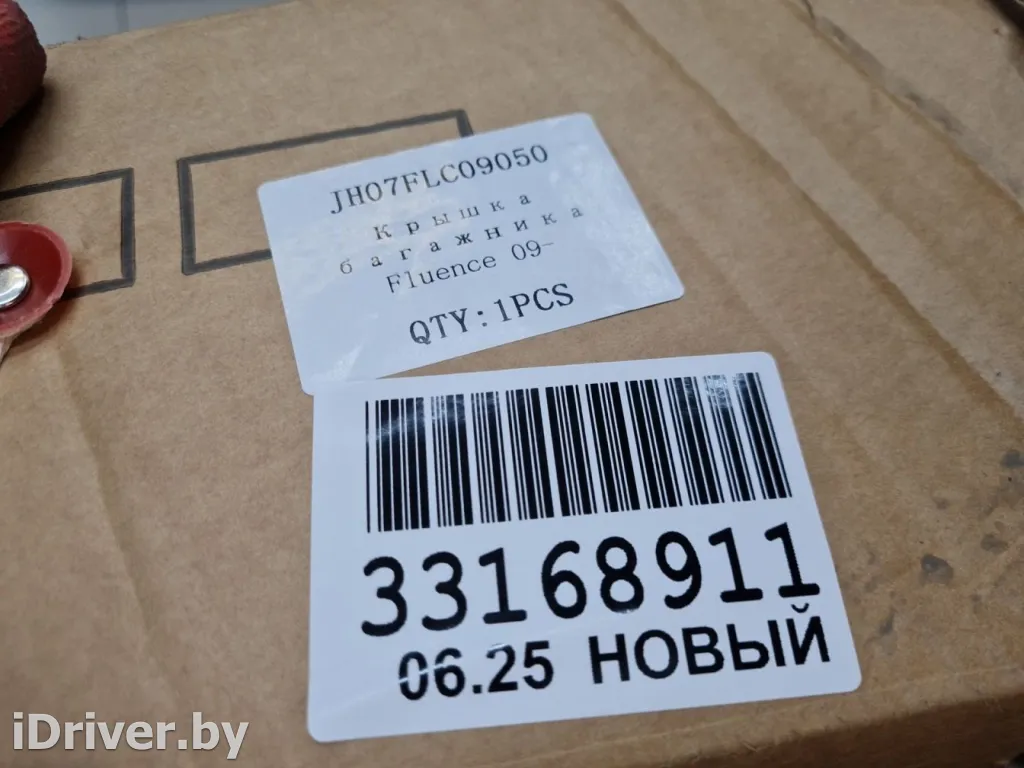 JH07FLC09050
Крышка
багажника
Fluence 09-
QTY:1PCS
33168911
06.25 НОВЫЙ
iDriver.by